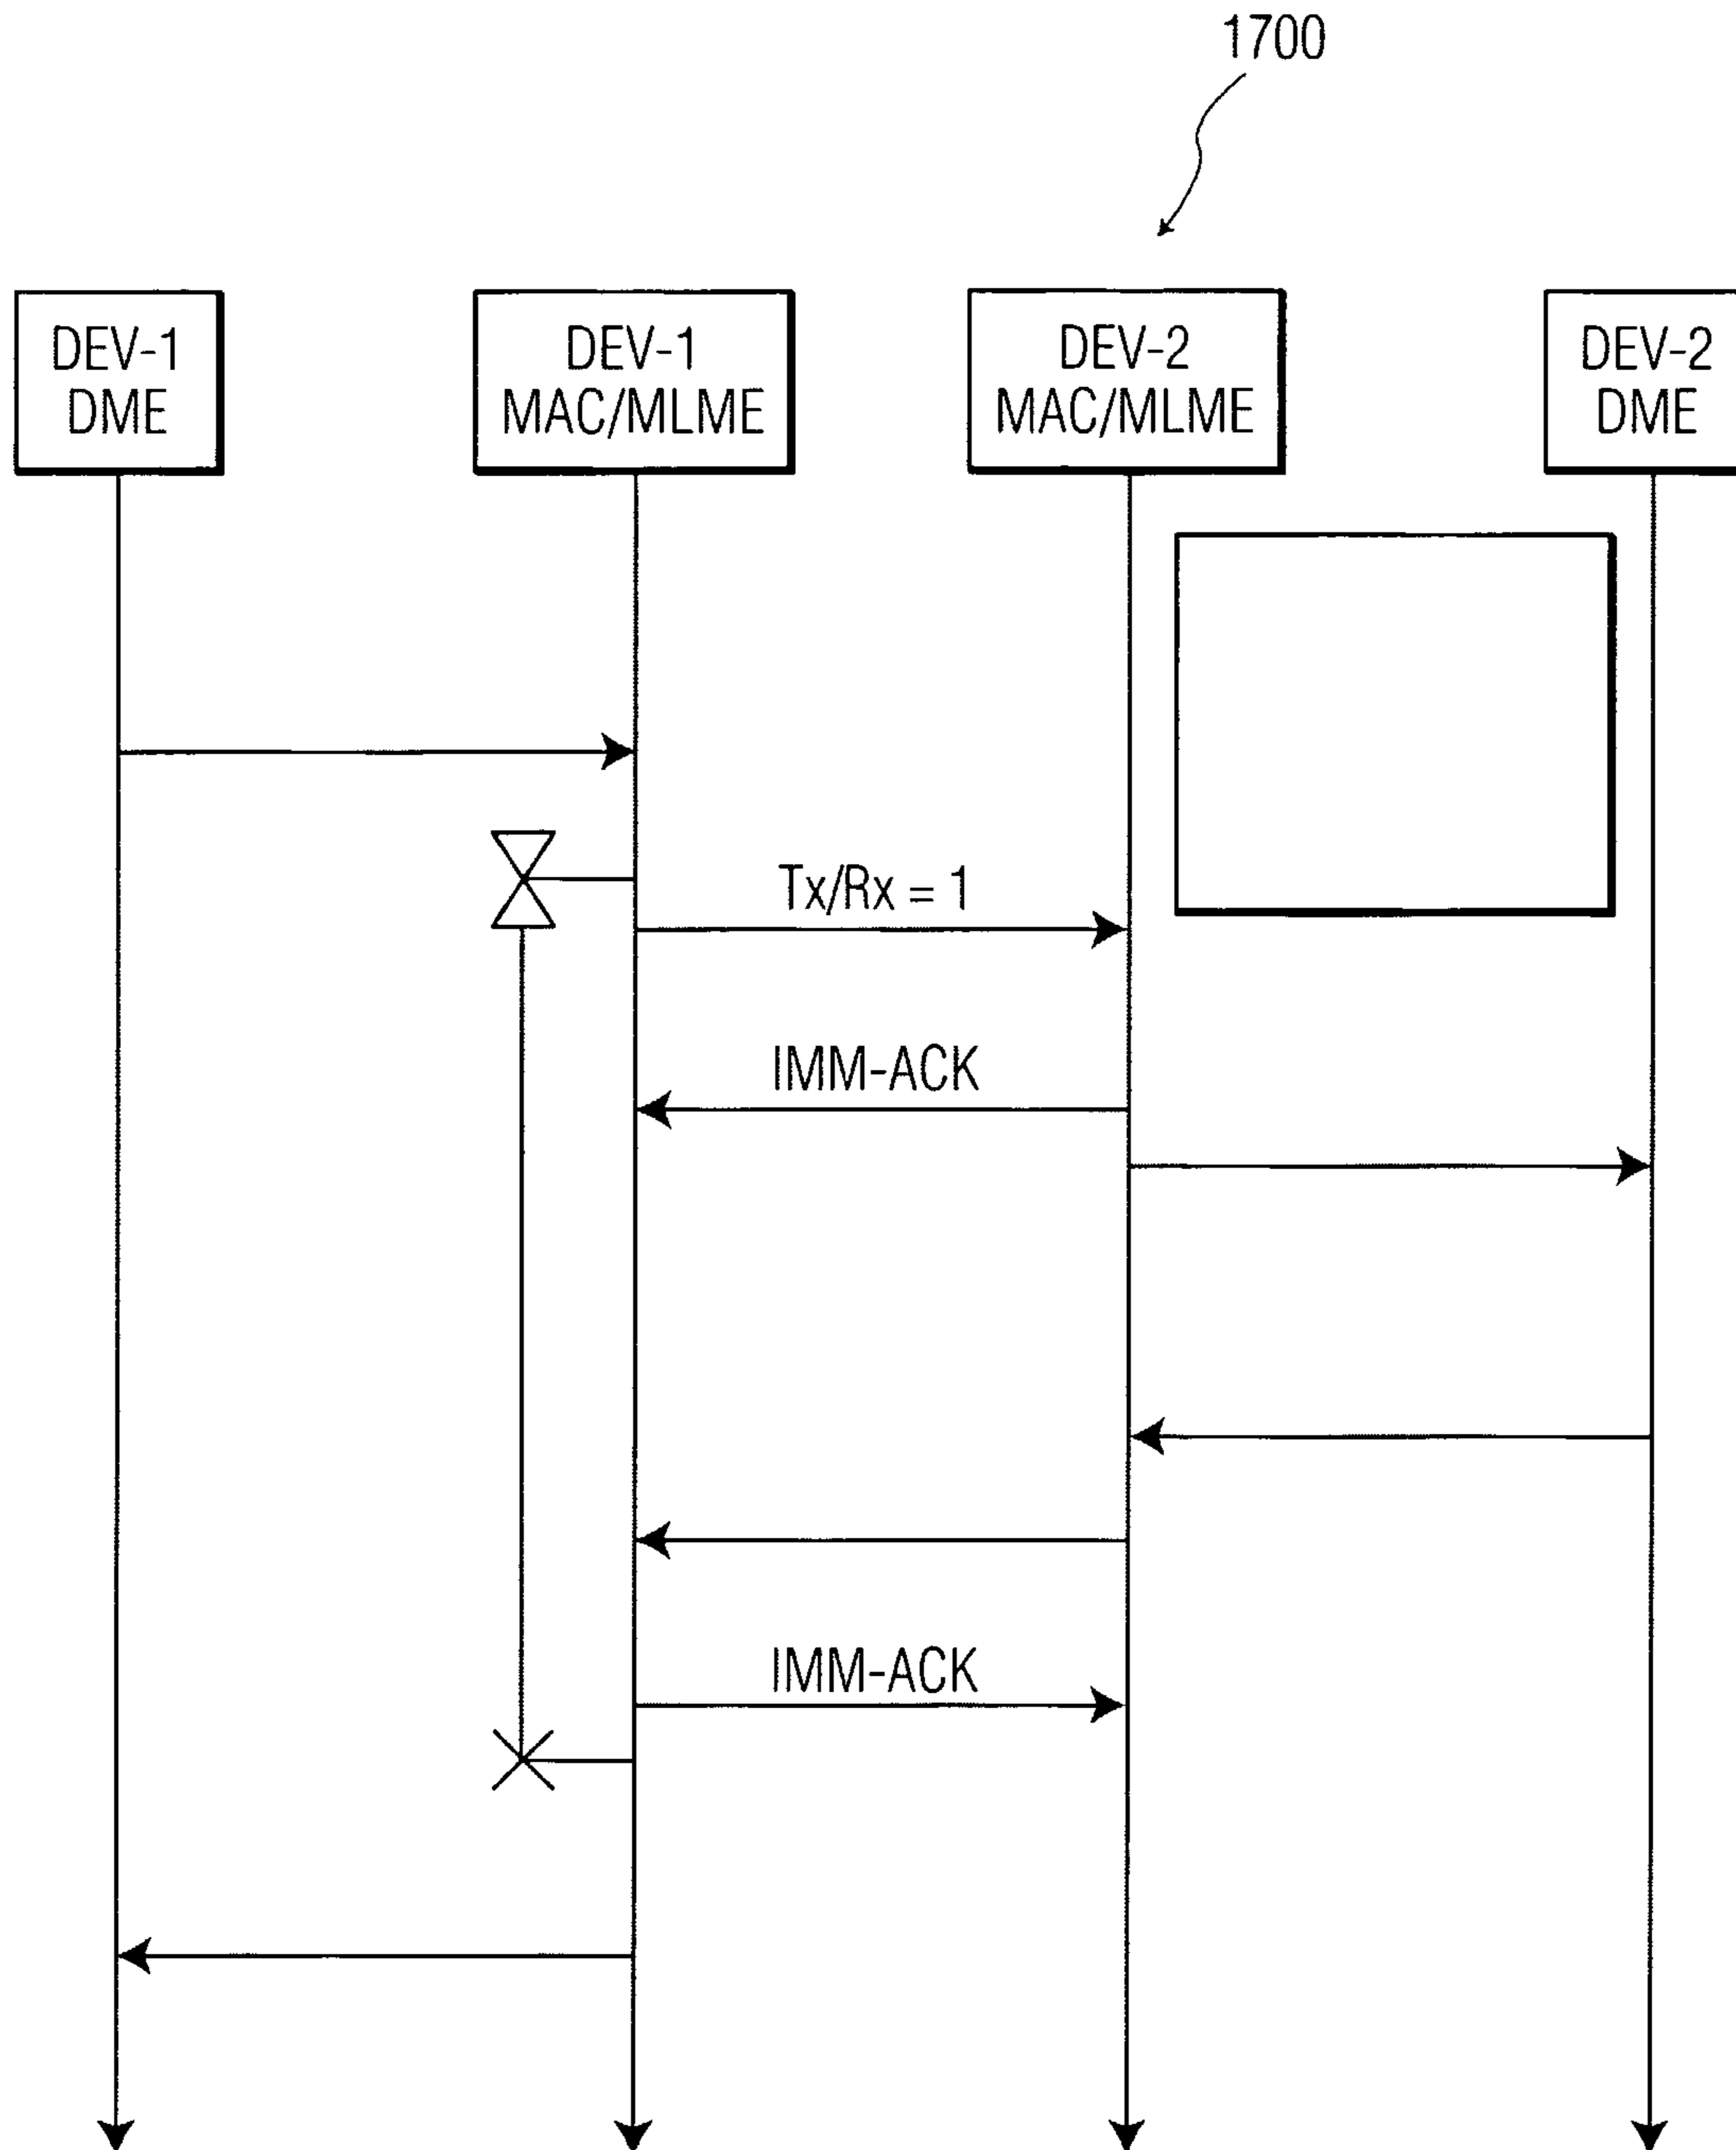 1700
DEV-1
DME
DEV-1
MAC/MLME
DEV-2
MAC/MLME
DEV-2
DME
Tx/Rx = 1
IMM-ACK
IMM-ACK